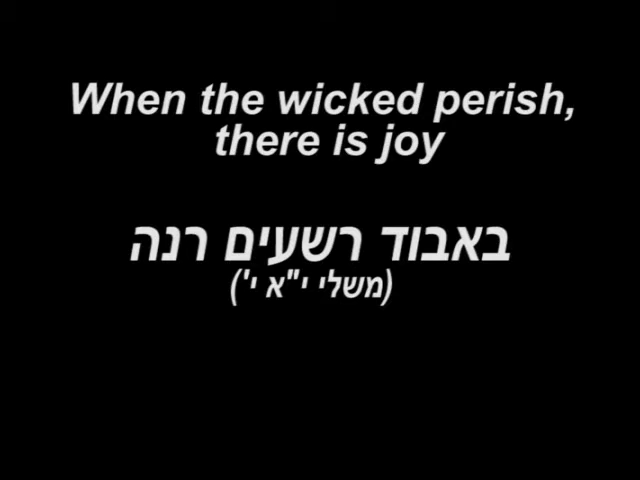 When the wicked perish,
there is joy
באבוד רשעים רנה
(משלי י"א י')